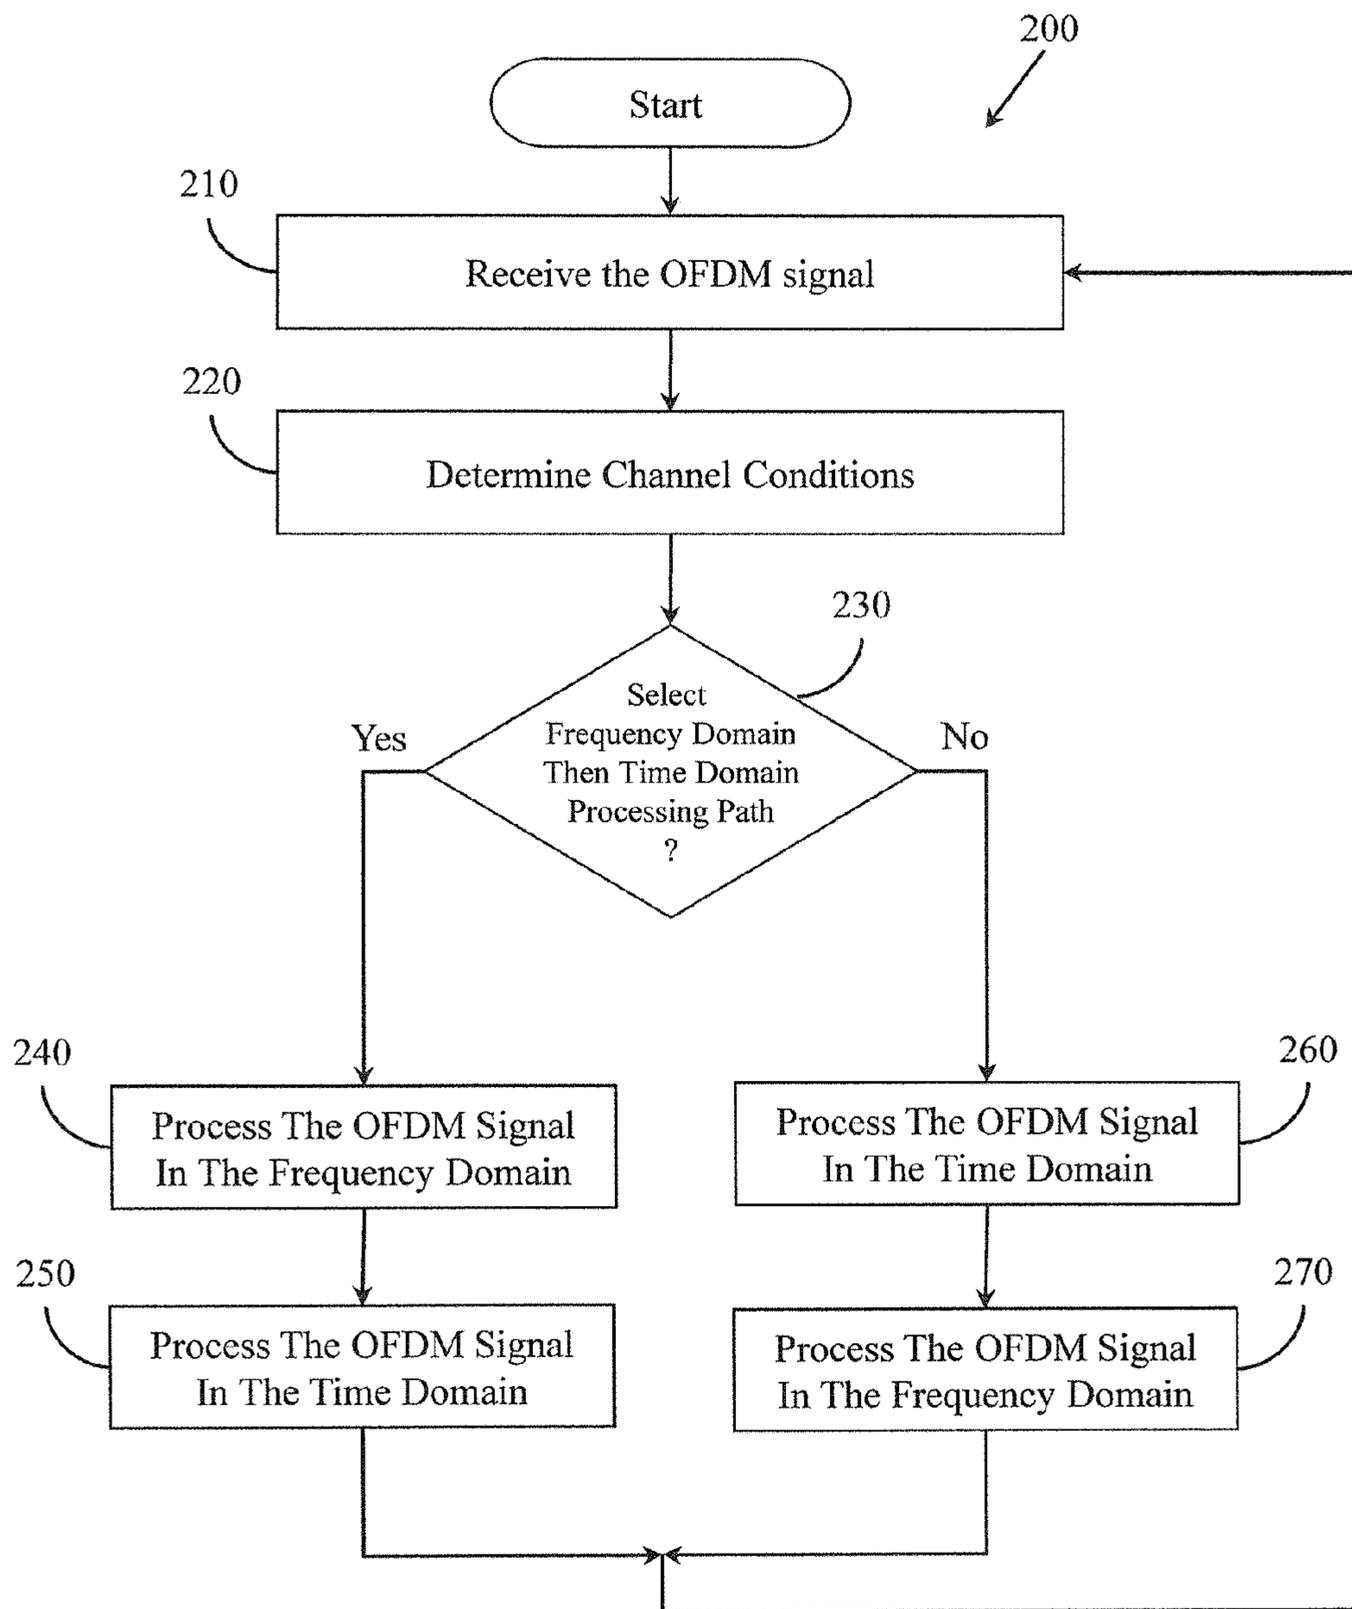 200
Start
210
Receive the OFDM signal
220
Determine Channel Conditions
230
Select
Frequency Domain
Then Time Domain
Processing Path
?
Yes
No
240
Process The OFDM Signal
In The Frequency Domain
260
Process The OFDM Signal
In The Time Domain
250
Process The OFDM Signal
In The Time Domain
270
Process The OFDM Signal
In The Frequency Domain